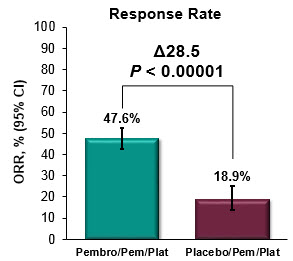 Response Rate
Δ28.5
P < 0.00001
ORR, % (95% CI)
100
90
80
70
60
50
40
30
20
10
0
47.6%
18.9%
Pembro/Pem/Plat
Placebo/Pem/Plat